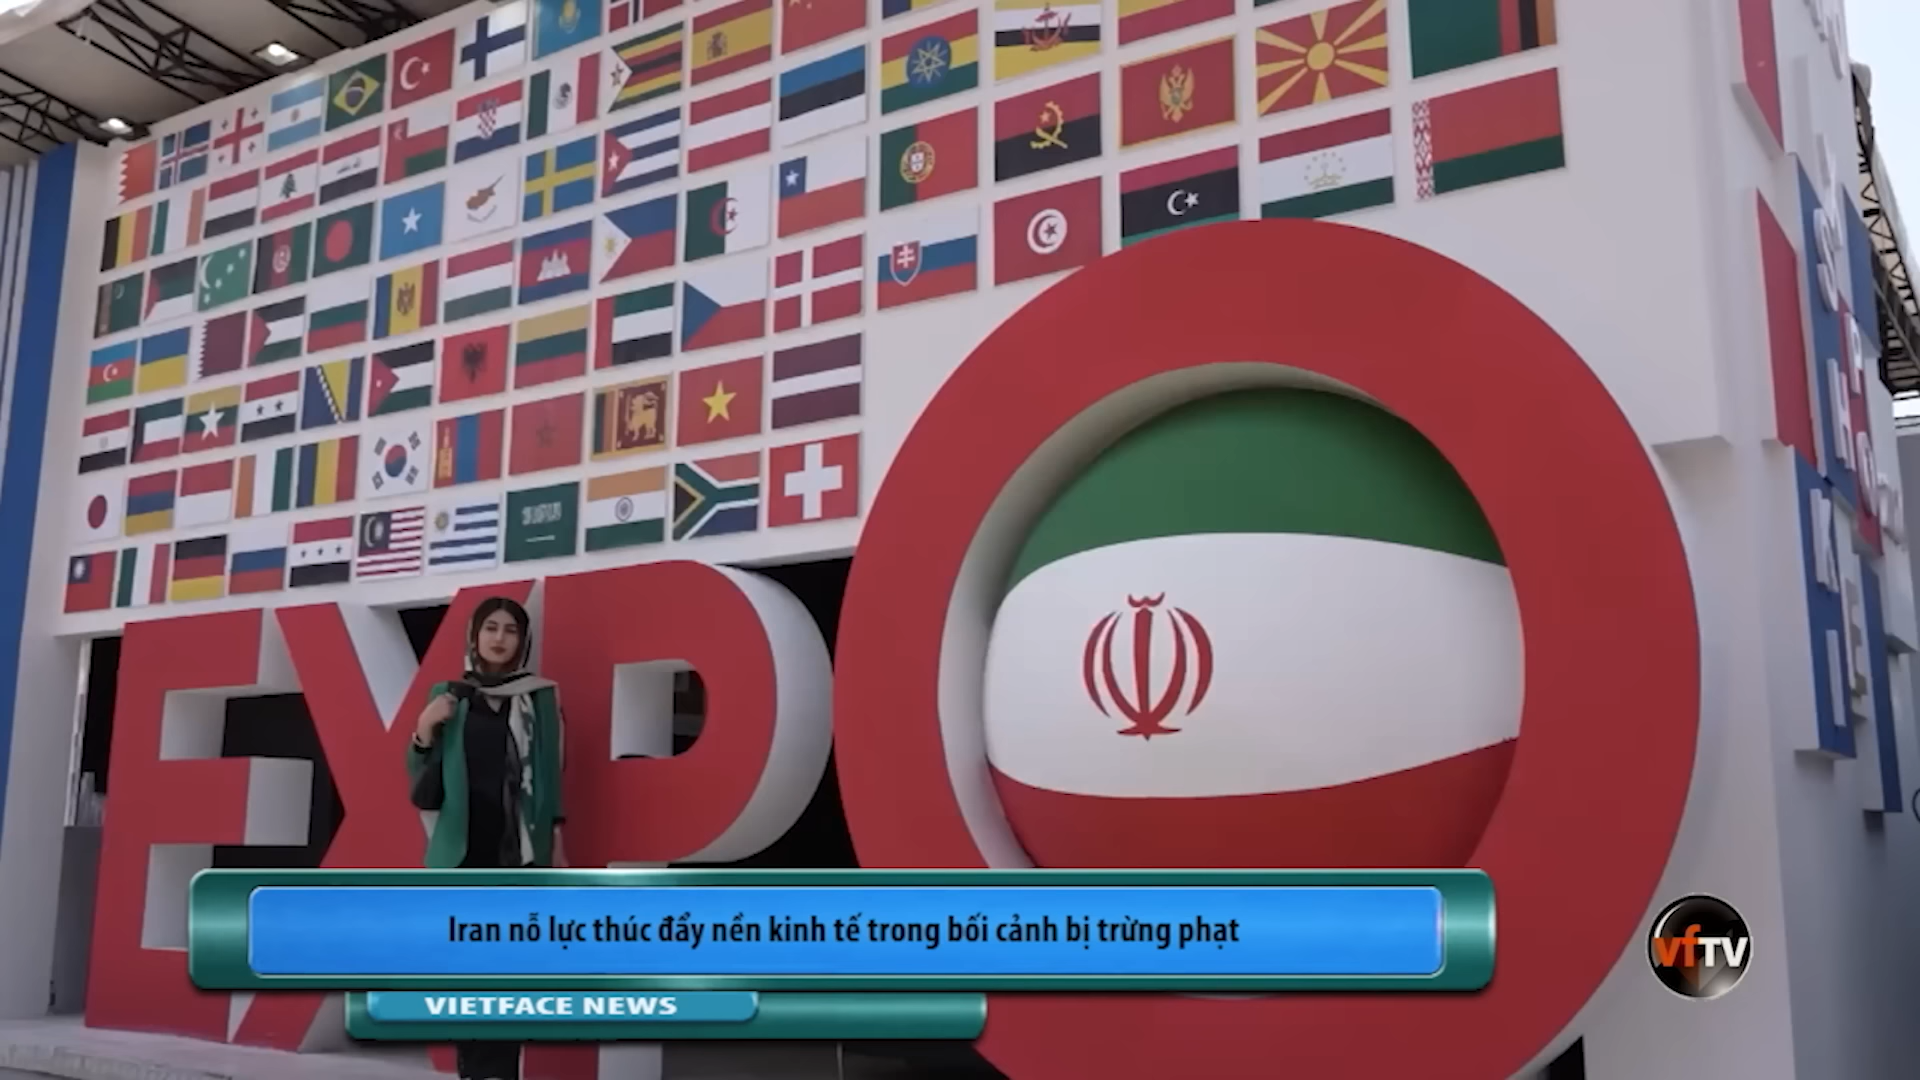 EXPO
Iran nỗ lực thúc đẩy nền kinh tế trong bối cảnh bị trừng phạt
VIETFACE NEWS
vfTV